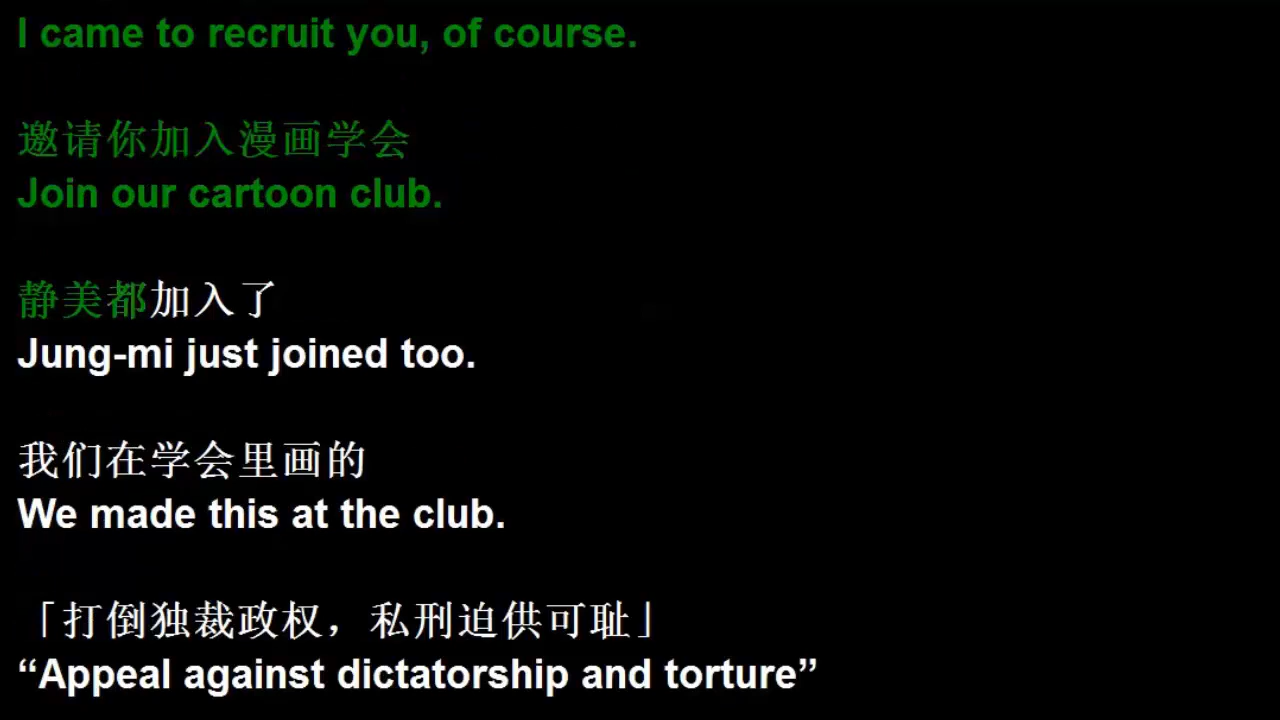 I came to recruit you, of course.
邀请你加入漫画学会
Join our cartoon club.
静美都加入了
Jung-mi just joined too.
我们在学会里画的
We made this at the club.
「打倒独裁政权，私刑迫供可耻」
“Appeal against dictatorship and torture”